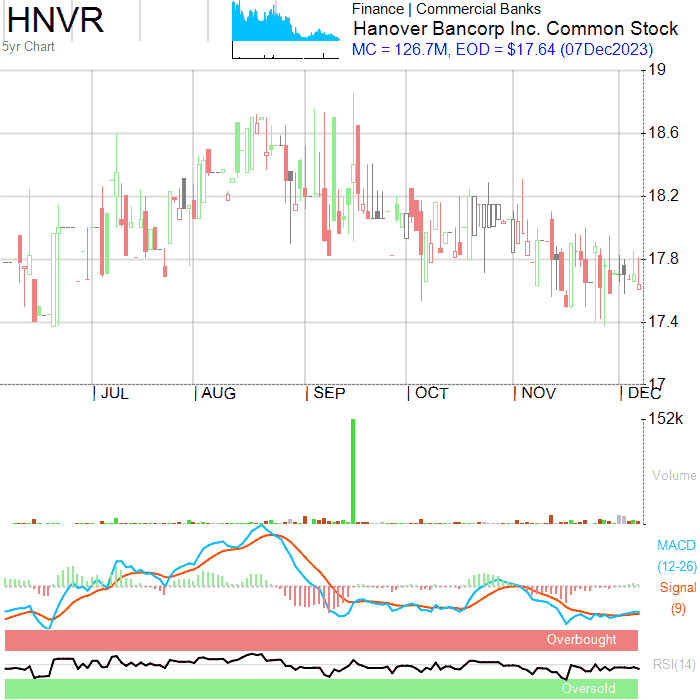 HNVR
5yr Chart
Finance | Commercial Banks
Hanover Bancorp Inc. Common Stock
MC = 126.7M, EOD = $17.64 (07Dec2023)
19
18.6
18.2
17.8
17.4
17
JUL AUG SEP OCT NOV DEC
152k
Volume
MACD
(12-26)
Signal
(9)
Overbought
RSI(14)
Oversold